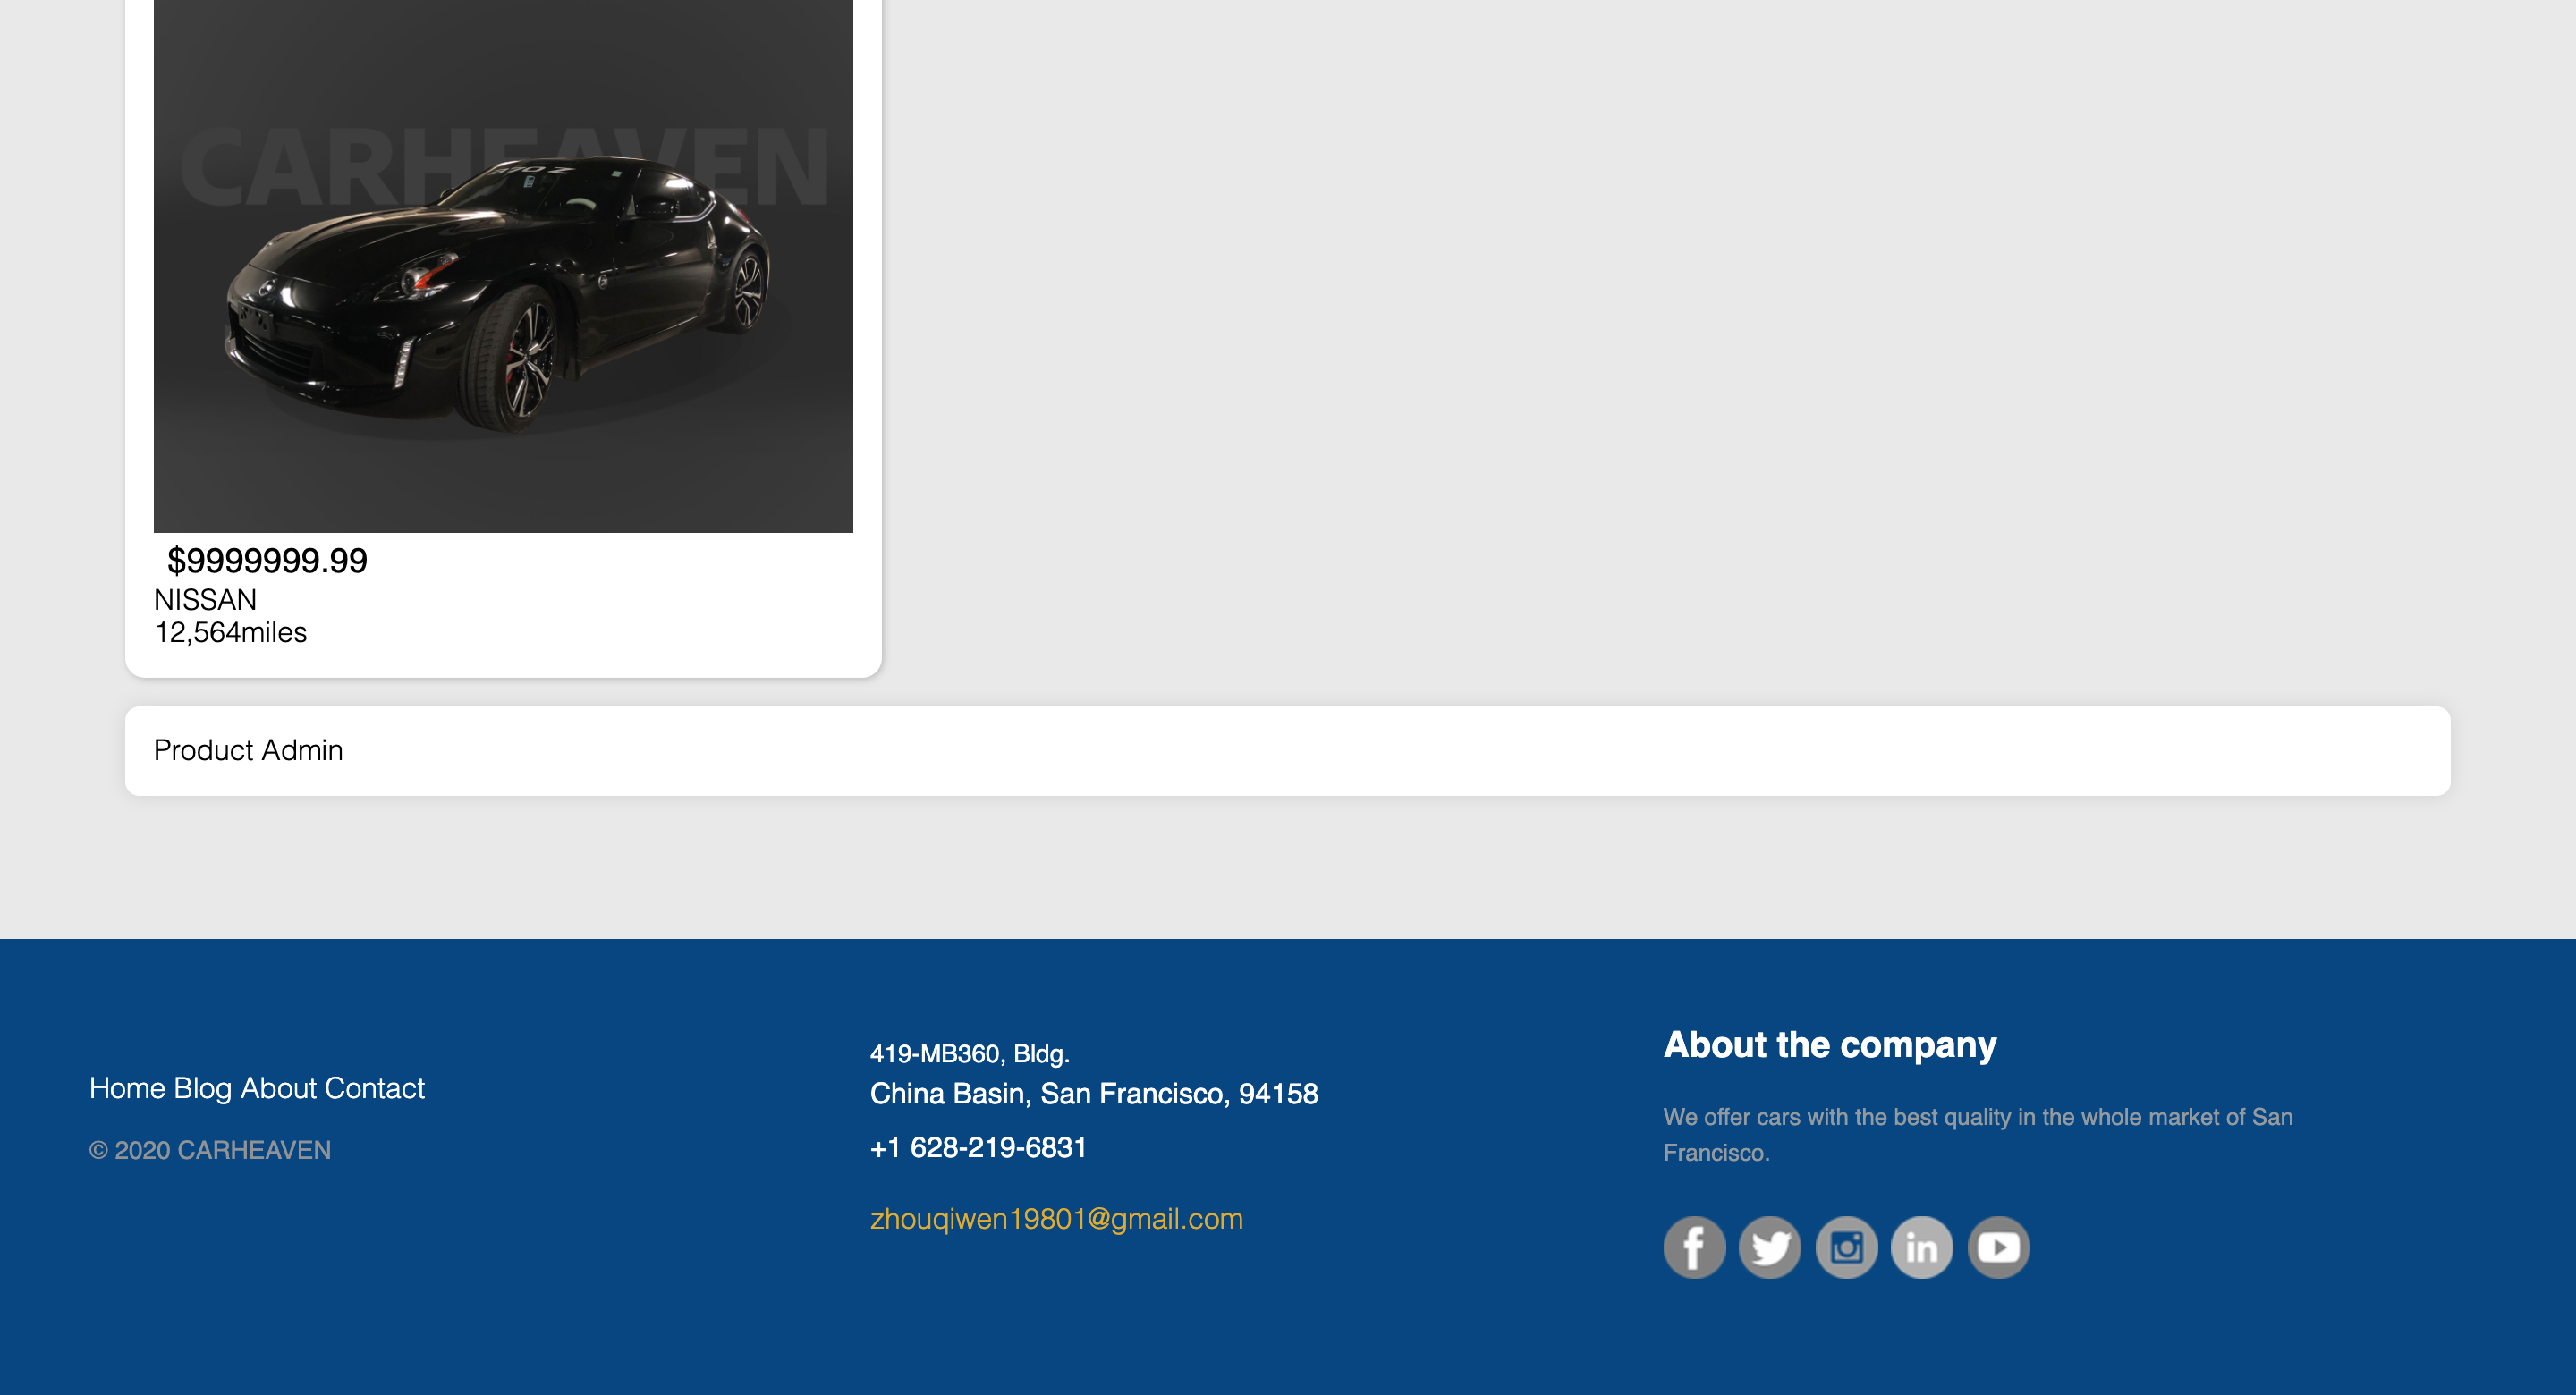 CARHEAVEN
370Z
$9999999.99
NISSAN
12,564miles
Product Admin
Home Blog About Contact
© 2020 CARHEAVEN
419-MB360, Bldg.
China Basin, San Francisco, 94158
+1 628-219-6831
zhouqiwen19801@gmail.com
About the company
We offer cars with the best quality in the whole market of San
Francisco.
f
in